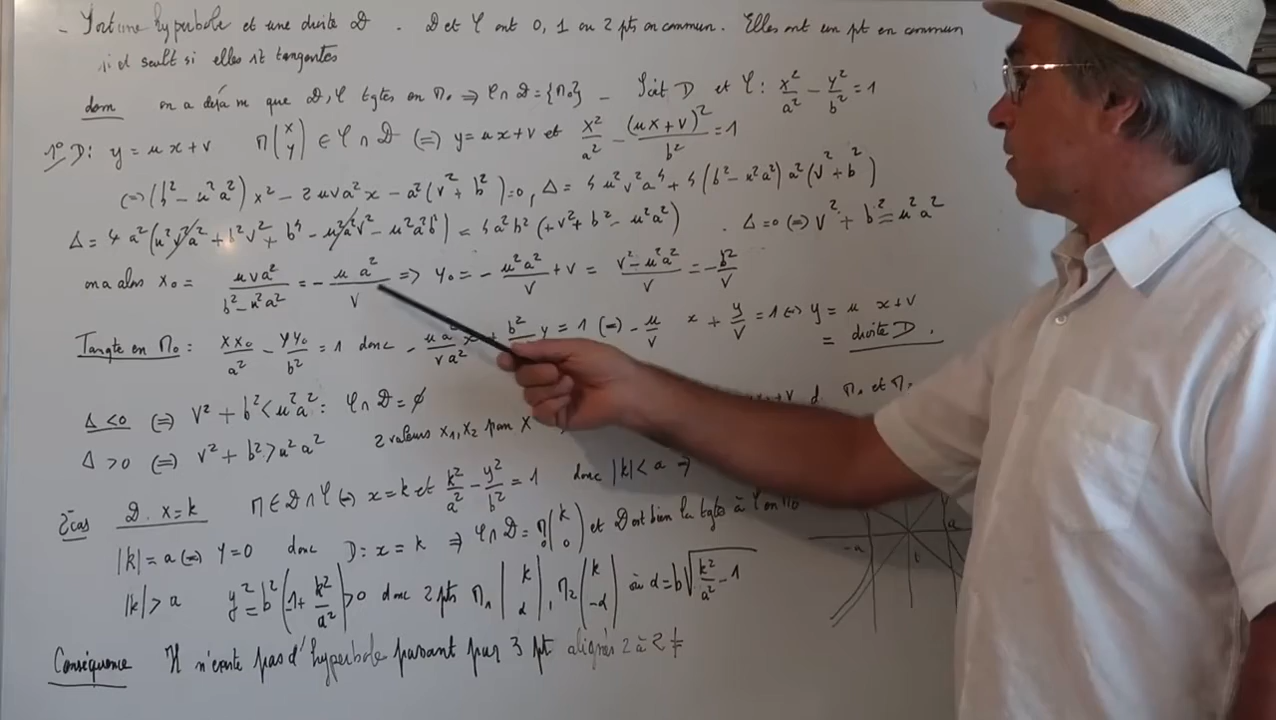 - Soit une hyperbole et une droite D. D et φ ont 0, 1 ou 2 pts en commun. Elles ont un pt en commun
si et seult si elles st tangentes
dem on a déjà vu que D, φ tgtes en M₀ ⇒ φ ∩ D = {M₀} - Soit D et φ : x²/a² - y²/b² = 1
1° D : y = ux + v M(x y) ∈ φ ∩ D ⇔ y = ux + v et x²/a² - (ux+v)²/b² = 1
⇔ (b² - u²a²) x² - 2uva²x - a²(v² + b²) = 0, Δ = 4u²v²a⁴ + 4(b² - u²a²) a²(v² + b²)
Δ = 4a²(u²v²a² + b²v² + b⁴ - u²a²v² - u²a²b²) = 4a²b²(+v² + b² - u²a²) . Δ = 0 ⇔ v² + b² = u²a²
on a alors x₀ = uva²/(b² - u²a²) = - ua²/v ⇒ y₀ = - u²a²/v + v = (v² - u²a²)/v = - b²/v
Tangte en M₀ : xx₀/a² - yy₀/b² = 1 donc - ua²/va² x b² y = 1 ⇔ - u/v x + y/v = 1 ⇔ y = u x + v
= droite D.
Δ < 0 ⇔ v² + b² < u²a² : φ ∩ D = ∅
Δ > 0 ⇔ v² + b² > u²a² 2 valeurs x₁, x₂ pour x
2è cas D : x = k M ∈ D ∩ φ ⇔ x = k et k²/a² - y²/b² = 1 donc |k| < a →
|k| = a ⇔ y = 0 donc D : x = k ⇒ φ ∩ D = M₀(k 0) et D est bien la tgte à φ en M₀
|k| > a y² = b²(-1 + k²/a²) > 0 donc 2 pts M₁ |k α|, M₂ (k -α) où α = b√(k²/a² - 1)
-a a
Conséquence Il n'existe pas d'hyperbole passant par 3 pt alignés 2 à 2 ≠